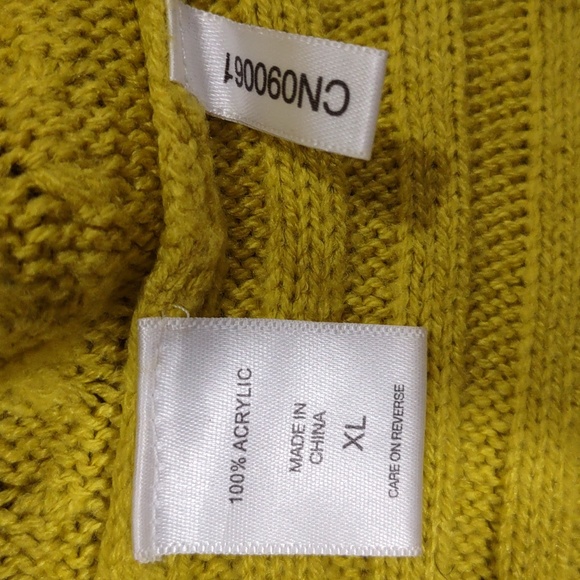 CN090061
100% ACRYLIC
MADE IN
CHINA
XL
CARE ON REVERSE